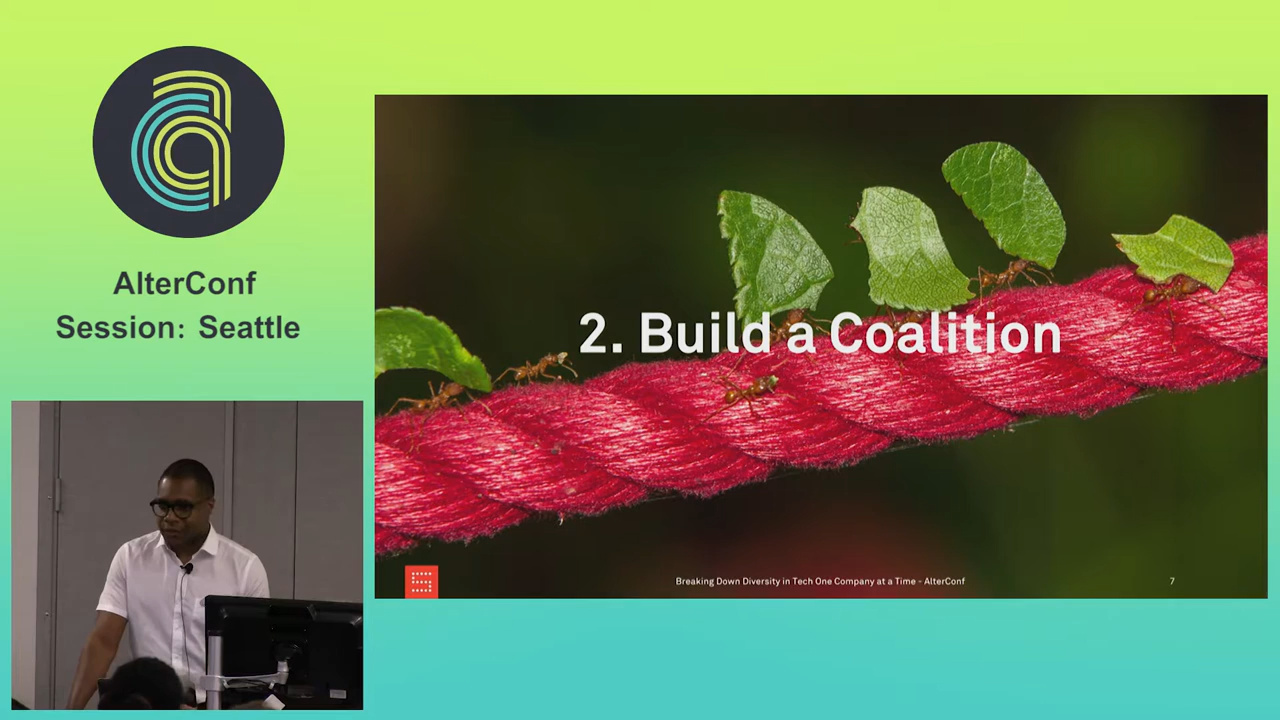 AlterConf
Session: Seattle
2. Build a Coalition
Breaking Down Diversity in Tech One Company at a Time - AlterConf
7